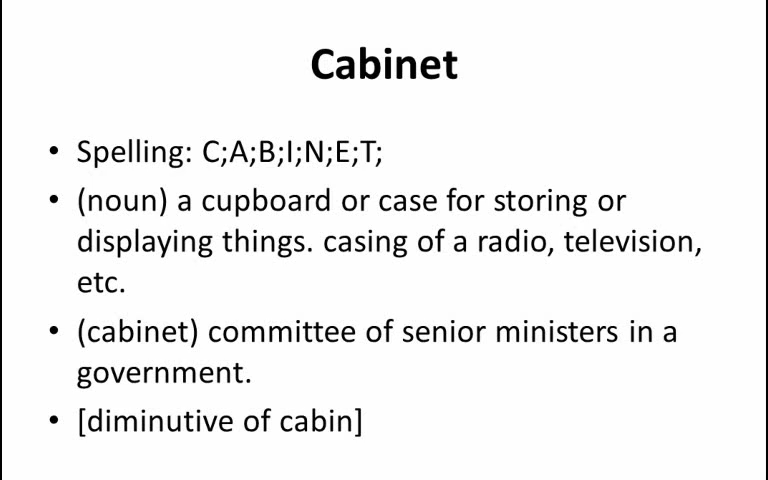 Cabinet
• Spelling: C;A;B;I;N;E;T;
• (noun) a cupboard or case for storing or
displaying things. casing of a radio, television,
etc.
• (cabinet) committee of senior ministers in a
government.
• [diminutive of cabin]